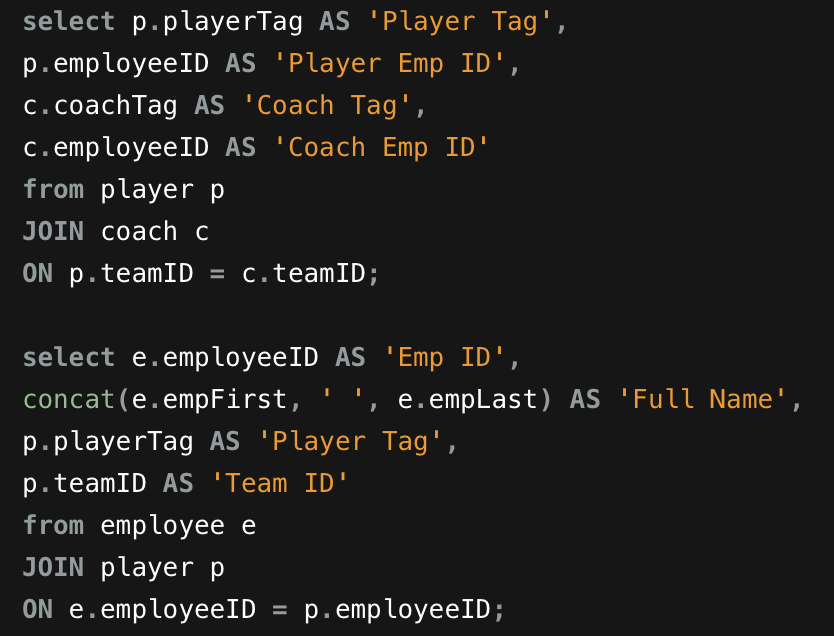 select p.playerTag AS 'Player Tag',
p.employeeID AS 'Player Emp ID',
c.coachTag AS 'Coach Tag',
c.employeeID AS 'Coach Emp ID'
from player p
JOIN coach c
ON p.teamID = c.teamID;

select e.employeeID AS 'Emp ID',
concat(e.empFirst, ' ', e.empLast) AS 'Full Name',
p.playerTag AS 'Player Tag',
p.teamID AS 'Team ID'
from employee e
JOIN player p
ON e.employeeID = p.employeeID;